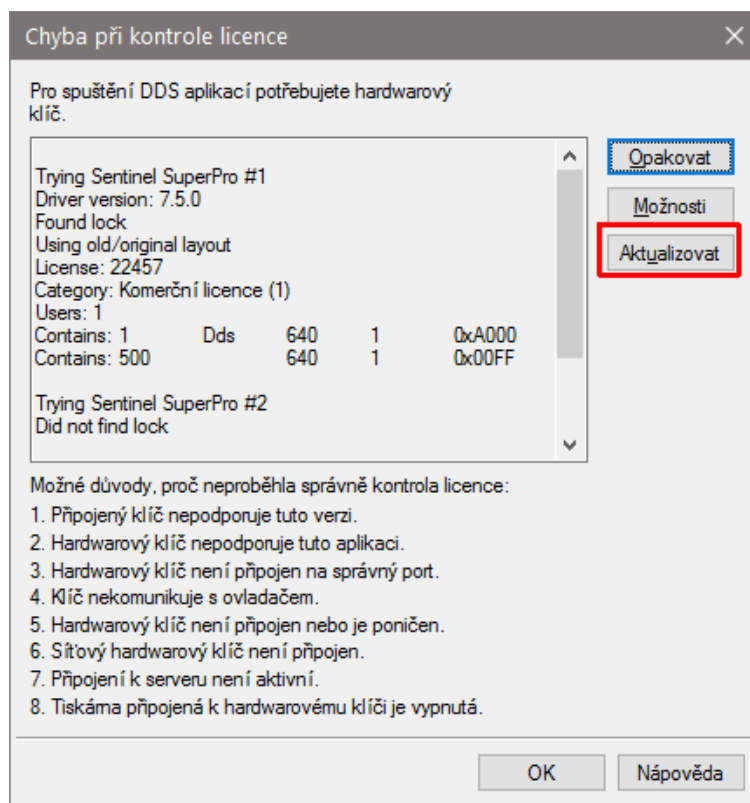 Chyba při kontrole licence
Pro spuštění DDS aplikací potřebujete hardwarový
klíč.
Trying Sentinel SuperPro #1
Driver version: 7.5.0
Found lock
Using old/original layout
License: 22457
Category: Komerční licence (1)
Users: 1
Contains: 1 Dds 640 1 0xA000
Contains: 500 640 1 0x00FF
Trying Sentinel SuperPro #2
Did not find lock
Opakovat
Možnosti
Aktualizovat
Možné důvody, proč neproběhla správně kontrola licence:
1. Připojený klíč nepodporuje tuto verzi.
2. Hardwarový klíč nepodporuje tuto aplikaci.
3. Hardwarový klíč není připojen na správný port.
4. Klíč nekomunikuje s ovladačem.
5. Hardwarový klíč není připojen nebo je poničen.
6. Síťový hardwarový klíč není připojen.
7. Připojení k serveru není aktivní.
8. Tiskárna připojená k hardwarovému klíči je vypnutá.
OK
Nápověda